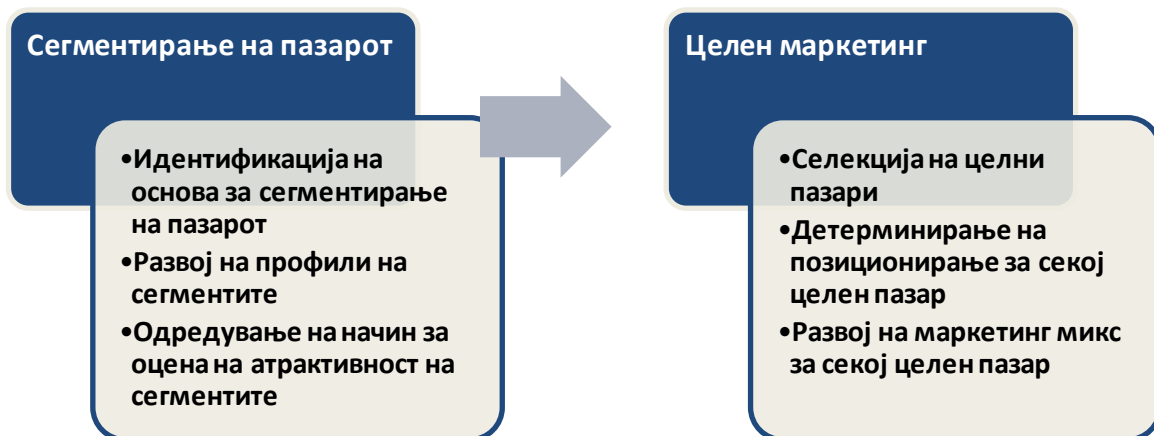 Сегментирање на пазарот
•Идентификација на
основа за сегментирање
на пазарот
•Развој на профили на
сегментите
•Одредување на начин за
оцена на атрактивност на
сегментите
Целен маркетинг
•Селекција на целни
пазари
•Детерминирање на
позиционирање за секој
целен пазар
•Развој на маркетинг микс
за секој целен пазар